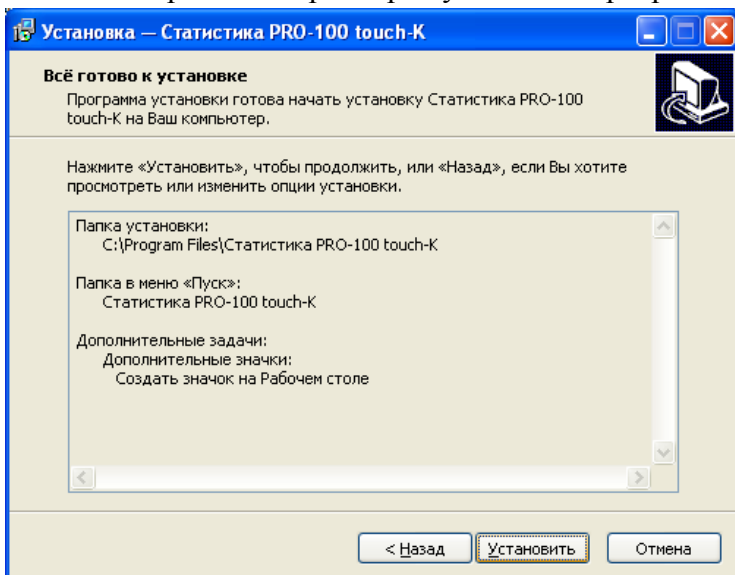 Установка — Статистика PRO-100 touch-K
Всё готово к установке
Программа установки готова начать установку Статистика PRO-100
touch-K на Ваш компьютер.
Нажмите «Установить», чтобы продолжить, или «Назад», если Вы хотите
просмотреть или изменить опции установки.
Папка установки:
C:\Program Files\Статистика PRO-100 touch-K
Папка в меню «Пуск»:
Статистика PRO-100 touch-K
Дополнительные задачи:
Дополнительные значки:
Создать значок на Рабочем столе
< Назад
Установить
Отмена